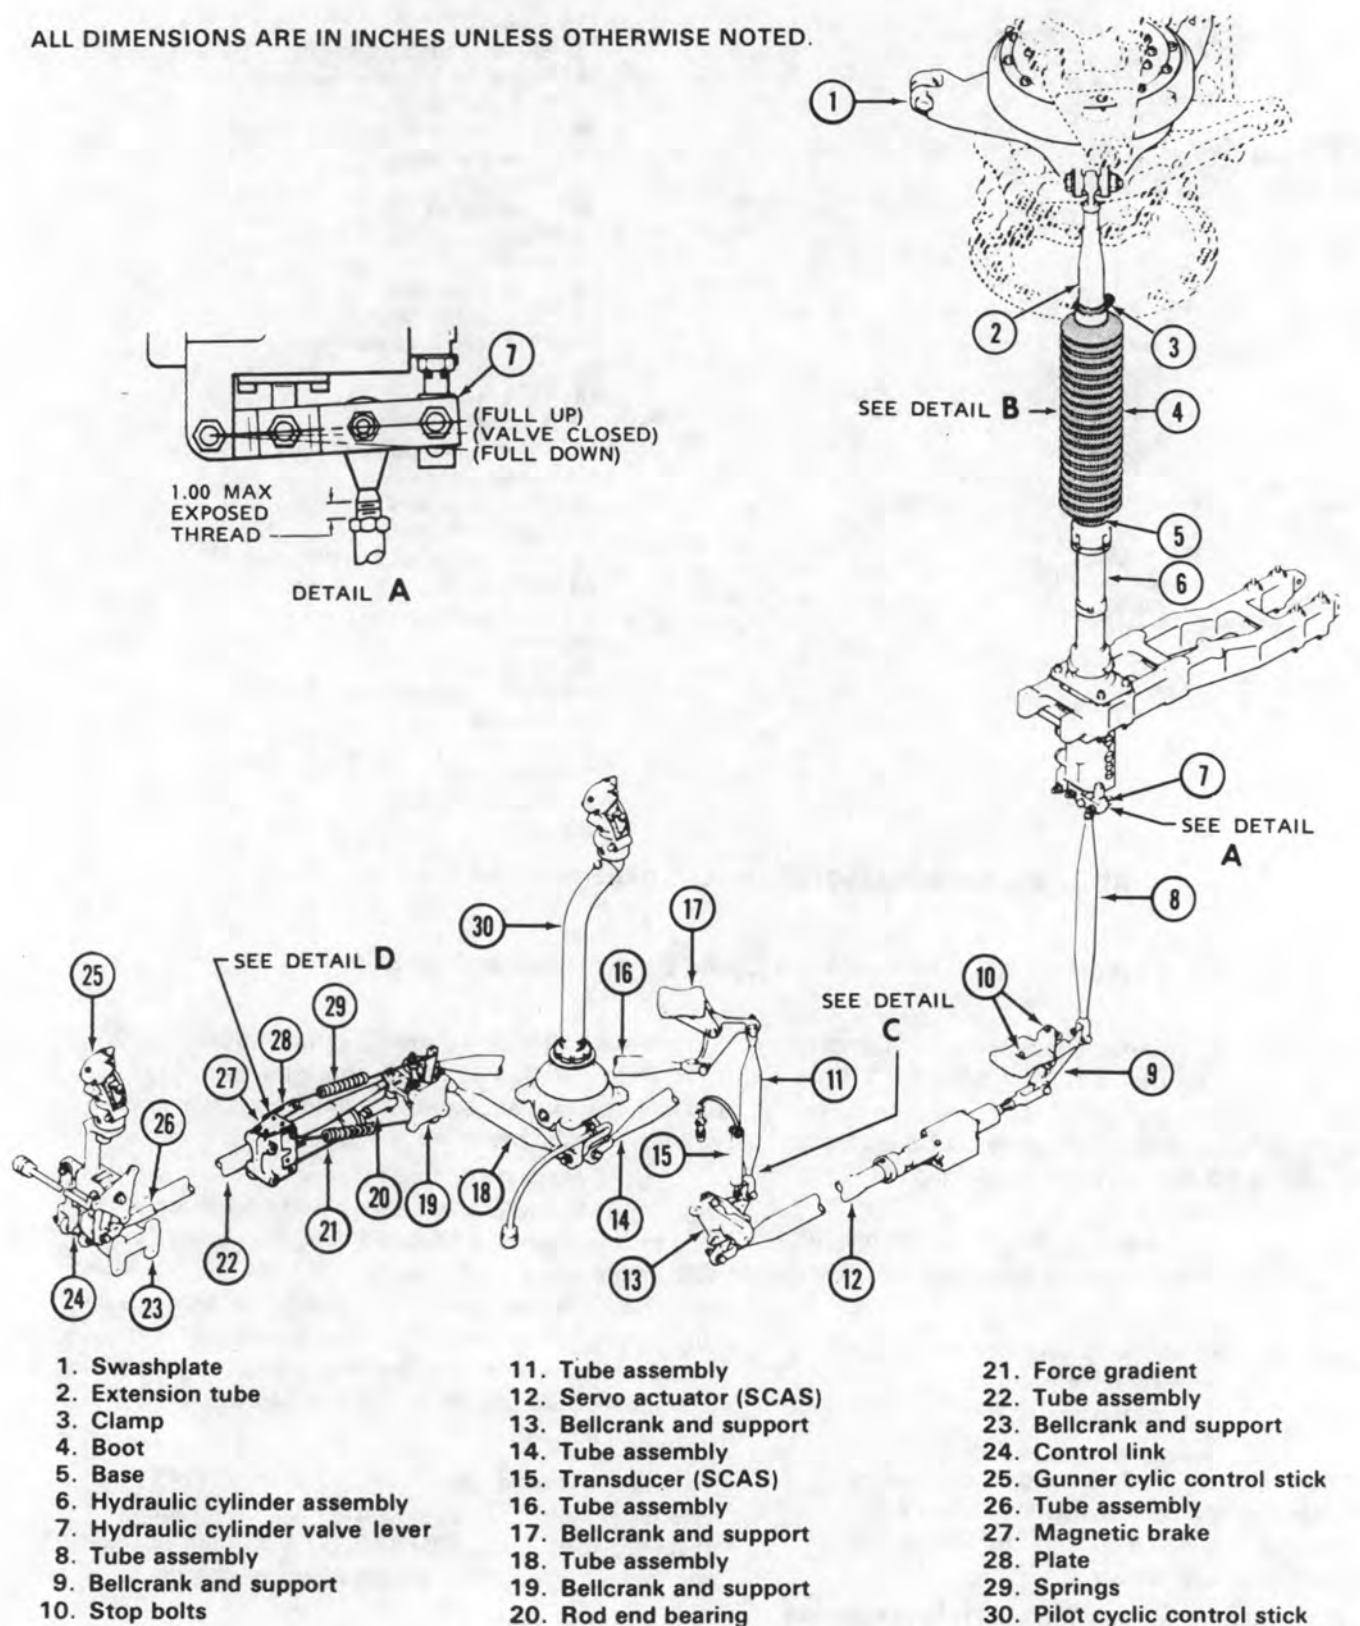 ALL DIMENSIONS ARE IN INCHES UNLESS OTHERWISE NOTED.
1
2
3
7
(FULL UP)
(VALVE CLOSED)
(FULL DOWN)
SEE DETAIL B
4
1.00 MAX
EXPOSED
THREAD
5
6
DETAIL A
7
SEE DETAIL
A
8
17
30
SEE DETAIL D
25
29
16
SEE DETAIL
C
10
28
27
11
9
26
15
20
19
18
14
21
22
13
12
24
23
1. Swashplate
2. Extension tube
3. Clamp
4. Boot
5. Base
6. Hydraulic cylinder assembly
7. Hydraulic cylinder valve lever
8. Tube assembly
9. Bellcrank and support
10. Stop bolts
11. Tube assembly
12. Servo actuator (SCAS)
13. Bellcrank and support
14. Tube assembly
15. Transducer (SCAS)
16. Tube assembly
17. Bellcrank and support
18. Tube assembly
19. Bellcrank and support
20. Rod end bearing
21. Force gradient
22. Tube assembly
23. Bellcrank and support
24. Control link
25. Gunner cylic control stick
26. Tube assembly
27. Magnetic brake
28. Plate
29. Springs
30. Pilot cyclic control stick